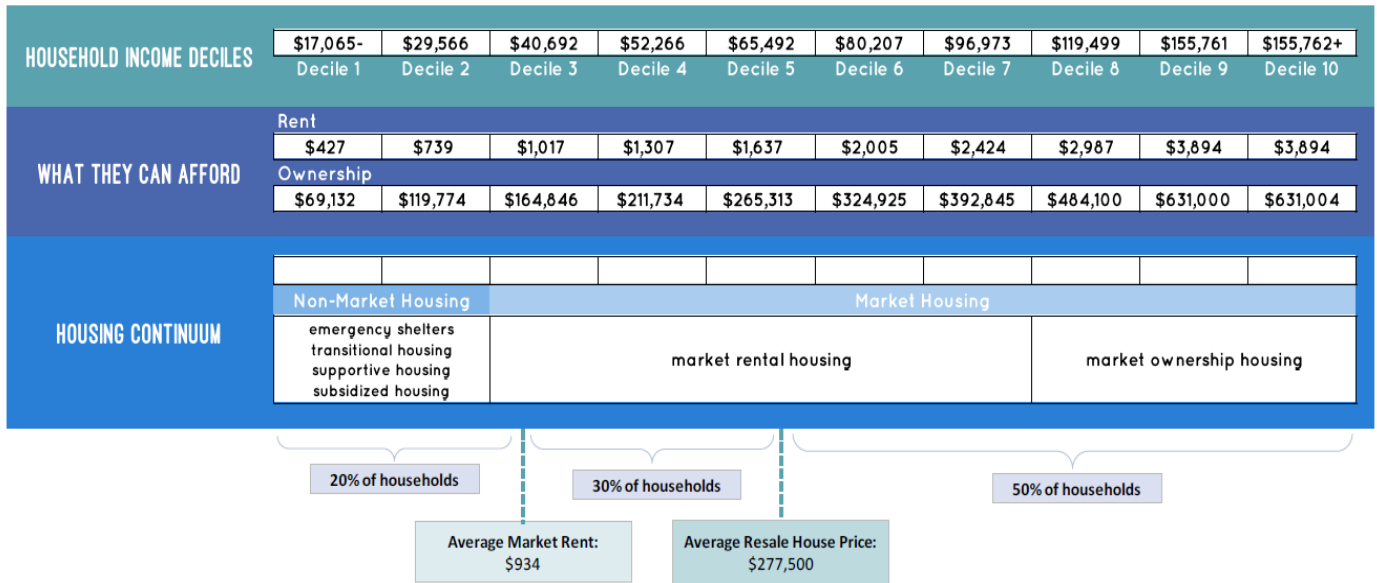 HOUSEHOLD INCOME DECILES
$17,065- $29,566 $40,692 $52,266 $65,492 $80,207 $96,973 $119,499 $155,761 $155,762+
Decile 1 Decile 2 Decile 3 Decile 4 Decile 5 Decile 6 Decile 7 Decile 8 Decile 9 Decile 10
WHAT THEY CAN AFFORD
Rent
$427 $739 $1,017 $1,307 $1,637 $2,005 $2,424 $2,987 $3,894 $3,894
Ownership
$69,132 $119,774 $164,846 $211,734 $265,313 $324,925 $392,845 $484,100 $631,000 $631,004
HOUSING CONTINUUM
Non-Market Housing Market Housing
emergency shelters
transitional housing
supportive housing
subsidized housing
market rental housing
market ownership housing
20% of households
30% of households
50% of households
Average Market Rent:
$934
Average Resale House Price:
$277,500